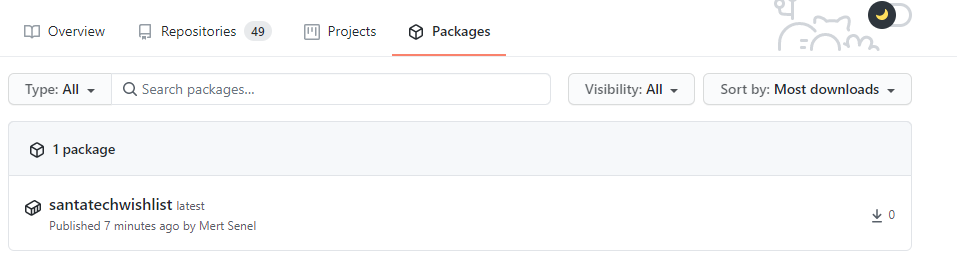 Overview Repositories 49 Projects Packages
Type: All Search packages... Visibility: All Sort by: Most downloads
1 package
santatechwishlist latest
Published 7 minutes ago by Mert Senel 0